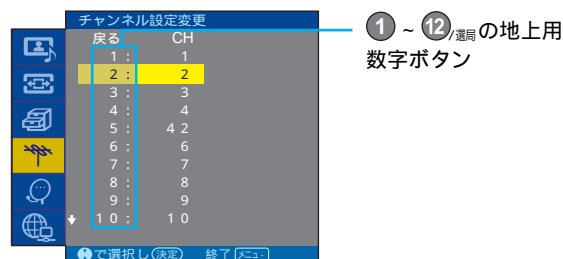 チャンネル設定変更
戻る CH
1: 1
2: 2
3: 3
4: 4
5: 42
6: 6
7: 7
8: 8
9: 9
10: 10
で選択し 決定 終了 メニュー
1 ~ 12/選局の地上用
数字ボタン